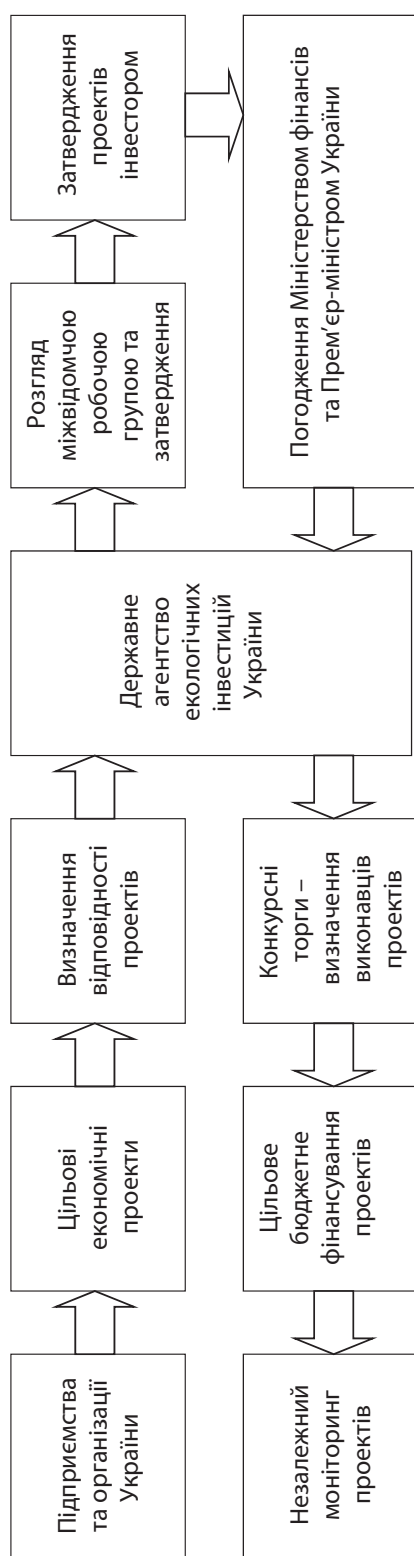 Підприємства
та організації
України
Цільові
економічні
проекти
Визначення
відповідності
проектів
Державне
агентство
екологічних
інвестицій
України
Розгляд
міжвідомчою
робочою
групою та
затвердження
Затвердження
проектів
інвестором
Погодження Міністерством фінансів
та Прем’єр-міністром України
Конкурсні
торги –
визначення
виконавців
проектів
Цільове
бюджетне
фінансування
проектів
Незалежний
моніторинг
проектів